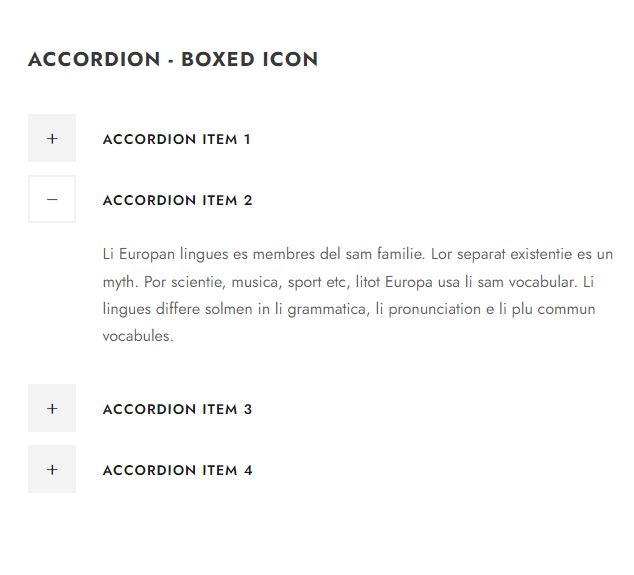 ACCORDION - BOXED ICON
+ ACCORDION ITEM 1
– ACCORDION ITEM 2
Li Europan lingues es membres del sam familie. Lor separat existentie es un
myth. Por scientie, musica, sport etc, litot Europa usa li sam vocabular. Li
lingues differe solmen in li grammatica, li pronunciation e li plu commun
vocabules.
+ ACCORDION ITEM 3
+ ACCORDION ITEM 4